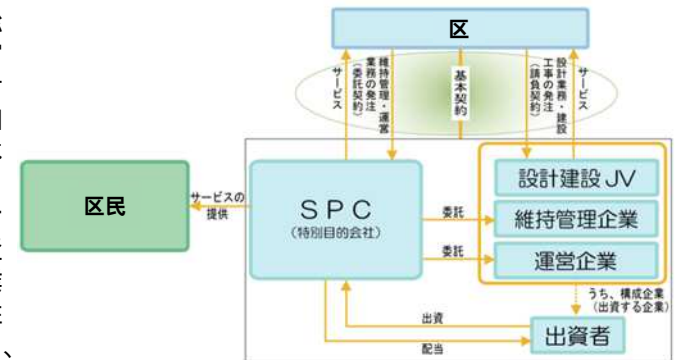 区
サービス
維持管理・運営
業務の発注
（委託契約）
基本契約
設計業務・建設
工事の発注
（請負契約）
サービス
区民
サービスの
提供
ＳＰＣ
（特別目的会社）
委託
委託
設計建設 JV
維持管理企業
運営企業
うち、構成企業
（出資する企業）
出資
配当
出資者